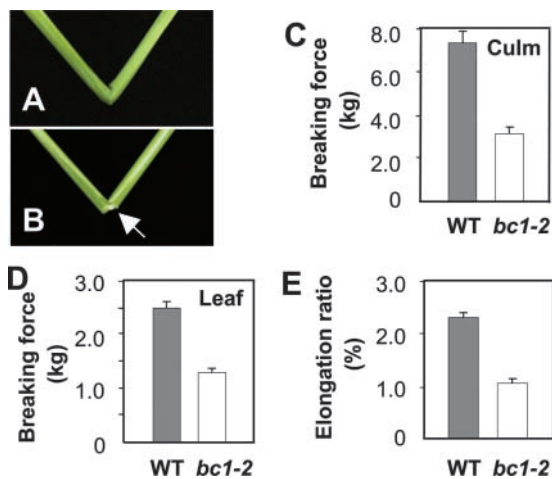 A
B
C
Breaking force
(kg)
8.0
6.0
4.0
2.0
0
Culm
WT bc1-2
D
Breaking force
(kg)
3.0
2.0
1.0
0
Leaf
WT bc1-2
E
Elongation ratio
(%)
3.0
2.0
1.0
0
WT bc1-2